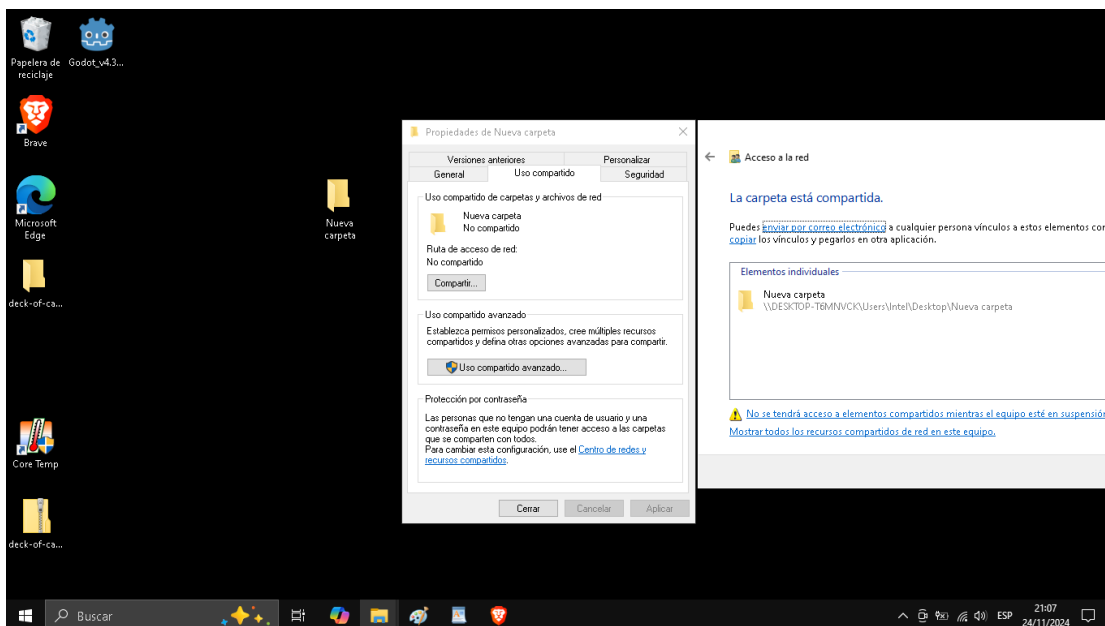 Papelera de
reciclaje
Godot_v4.3...
Brave
Microsoft
Edge
deck-of-ca...
Core Temp
deck-of-ca...
Nueva
carpeta
Propiedades de Nueva carpeta
Versiones anteriores
Personalizar
General
Uso compartido
Seguridad
Uso compartido de carpetas y archivos de red
Nueva carpeta
No compartido
Ruta de acceso de red:
No compartido
Compartir...
Uso compartido avanzado
Establezca permisos personalizados, cree múltiples recursos
compartidos y defina otras opciones avanzadas para compartir.
Uso compartido avanzado...
Protección por contraseña
Las personas que no tengan una cuenta de usuario y una
contraseña en este equipo podrán tener acceso a las carpetas
que se comparten con todos.
Para cambiar esta configuración, use el Centro de redes y
recursos compartidos.
Cerrar
Cancelar
Aplicar
Acceso a la red
La carpeta está compartida.
Puedes enviar por correo electrónico a cualquier persona vínculos a estos elementos cor
copiar los vínculos y pegarlos en otra aplicación.
Elementos individuales
Nueva carpeta
\\DESKTOP-T6MNVCK\Users\Intel\Desktop\Nueva carpeta
No se tendrá acceso a elementos compartidos mientras el equipo esté en suspensiór
Mostrar todos los recursos compartidos de red en este equipo.
Buscar
ESP
21:07
24/11/2024